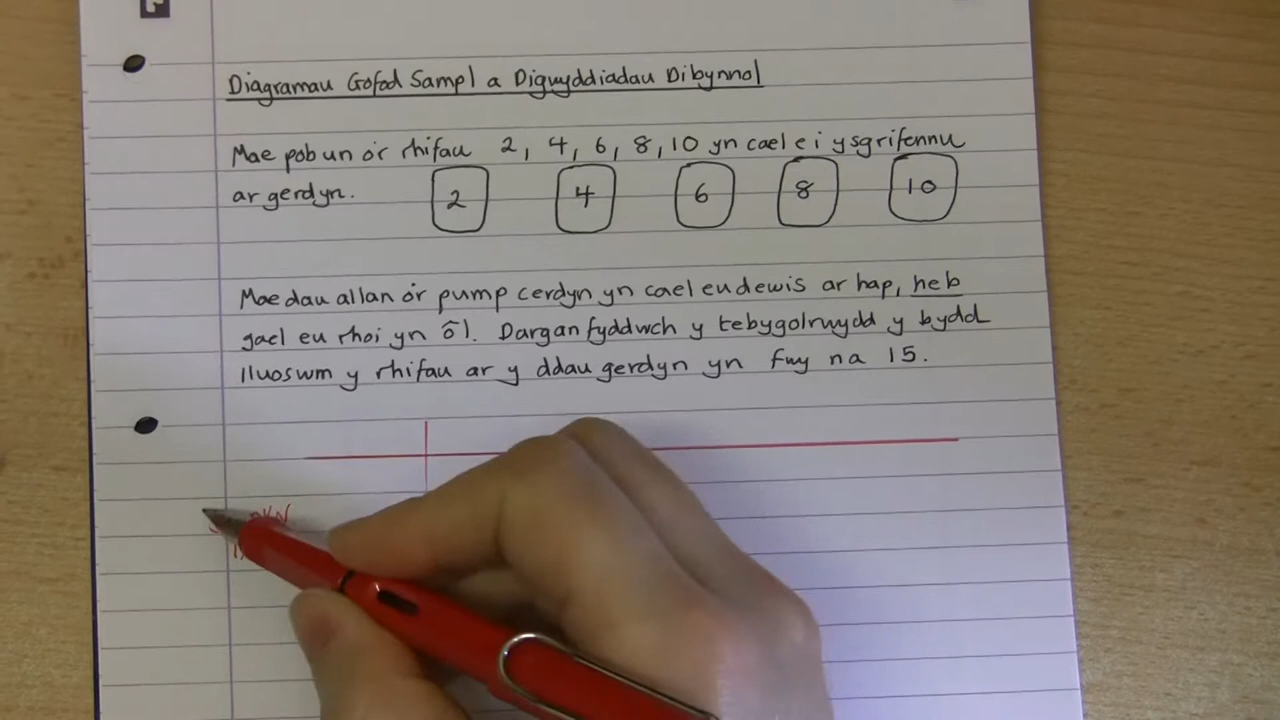 Diagramau Gofod Sampl a Digwyddiadau Dibynnol
Mae pob un o'r rhifau 2, 4, 6, 8, 10 yn cael ei ysgrifennu
ar gerdyn. 2 4 6 8 10
Mae dau allan o'r pump cerdyn yn cael eu dewis ar hap, heb
gael eu rhoi yn ôl. Darganfyddwch y tebygolrwydd y bydd
lluoswm y rhifau ar y ddau gerdyn yn fwy na 15.